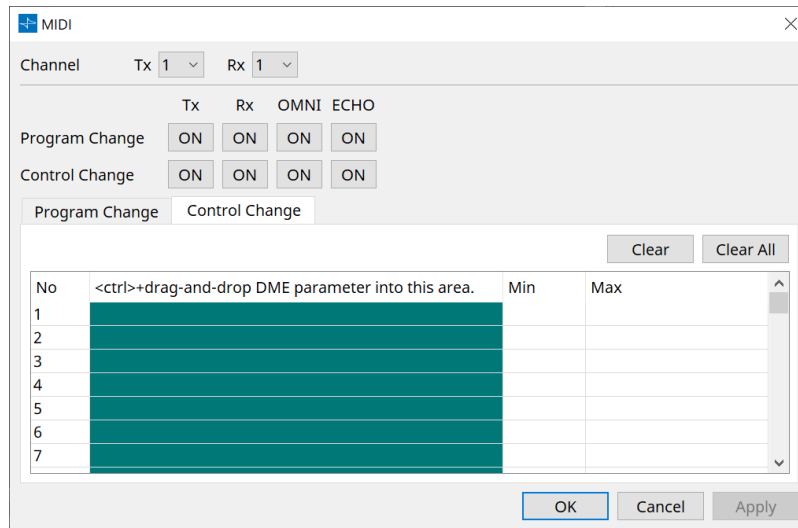 MIDI
Channel Tx 1 Rx 1
Tx Rx OMNI ECHO
Program Change ON ON ON ON
Control Change ON ON ON ON
Program Change Control Change
Clear Clear All
No <ctrl>+drag-and-drop DME parameter into this area. Min Max
1
2
3
4
5
6
7
OK Cancel Apply